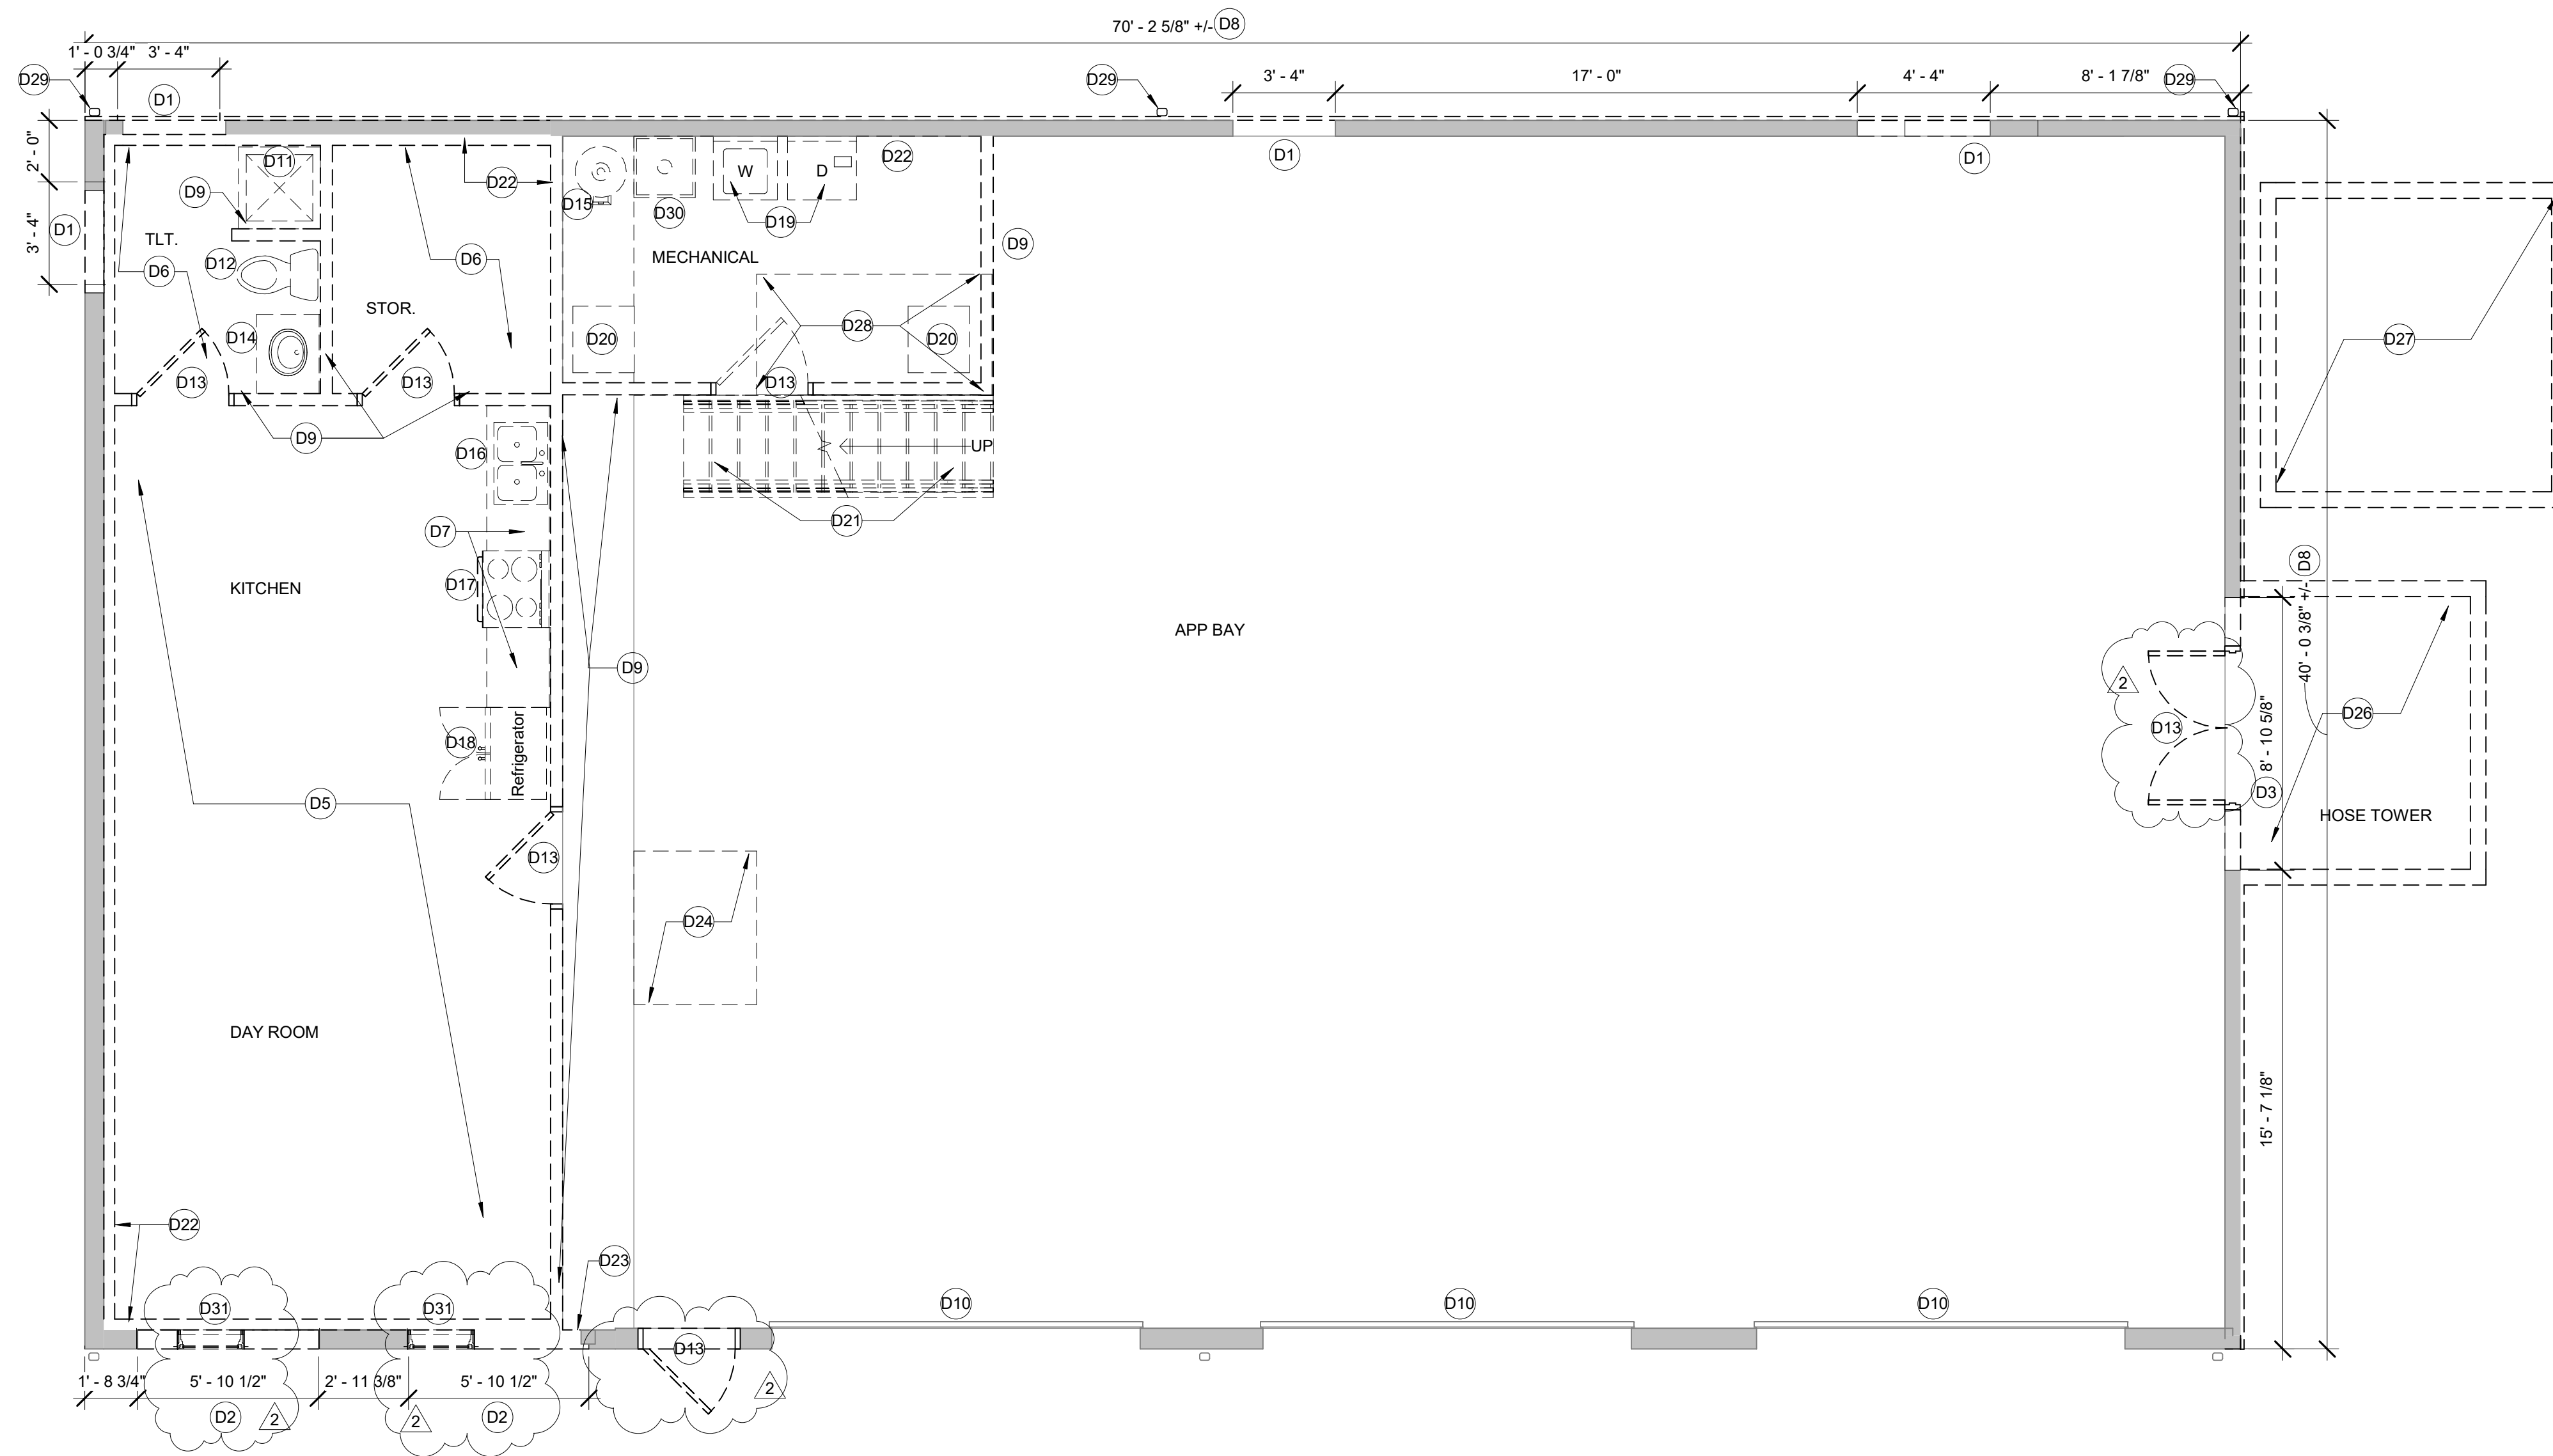 70' - 2 5/8" +/- D8
1' - 0 3/4" 3' - 4"
D29 D29 3' - 4" 17' - 0" 4' - 4" 8' - 1 7/8" D29
D1
2' - 0"
D11 D22 W D D22 D1 D1
D9 D15 D30 D19
3' - 4" D1
TLT. D9
D12 D6 D6 MECHANICAL
STOR.
D14 D20 D28 D20 D27
D13 D13 D13
D9 D16 UP
D7 D21
D8
KITCHEN D17
40' - 0 3/8" +/-
APP BAY
D9 2
D18 Refrigerator D13 8' - 10 5/8" D26
D5 D3
HOSE TOWER
D13
D24
DAY ROOM
15' - 7 1/8"
D22
D23
D31 D31 D10 D10 D10
D13
1' - 8 3/4" 5' - 10 1/2" 2' - 11 3/8" 5' - 10 1/2" 2
D2 2 2 D2